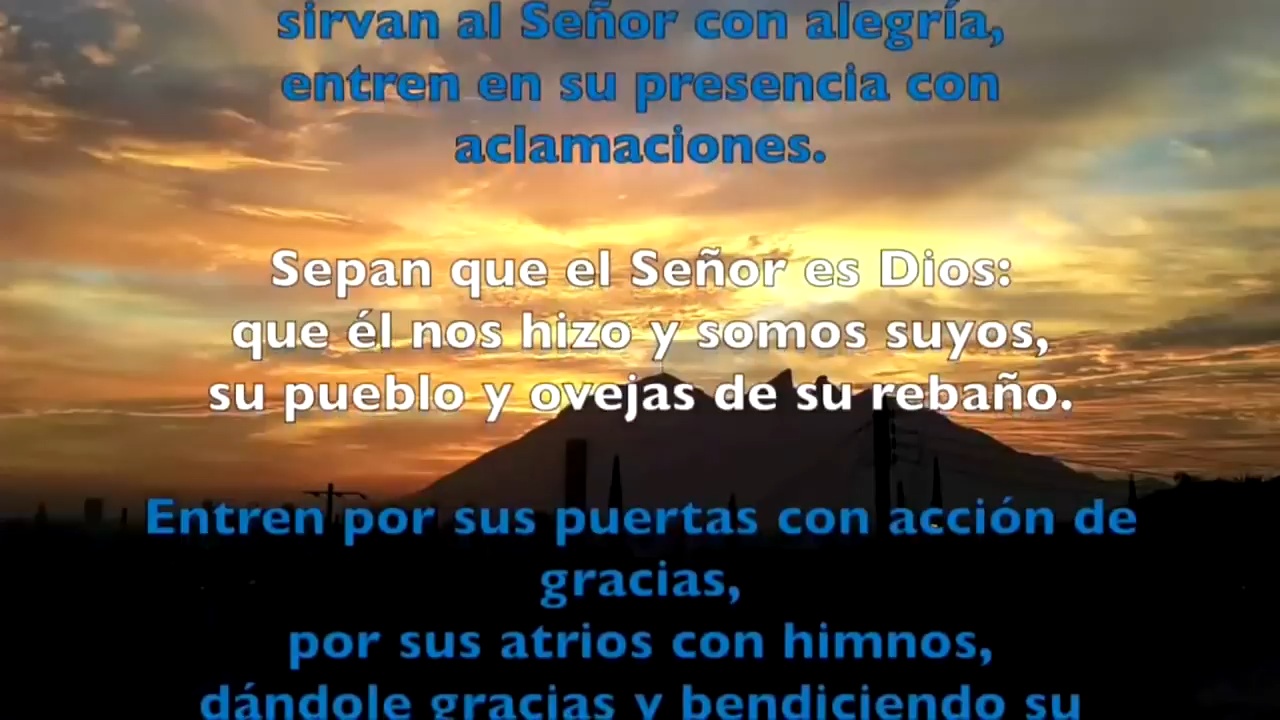 sirvan al Señor con alegría,
entren en su presencia con
aclamaciones.
Sepan que el Señor es Dios:
que él nos hizo y somos suyos,
su pueblo y ovejas de su rebaño.
Entren por sus puertas con acción de
gracias,
por sus atrios con himnos,
dándole gracias y bendiciendo su